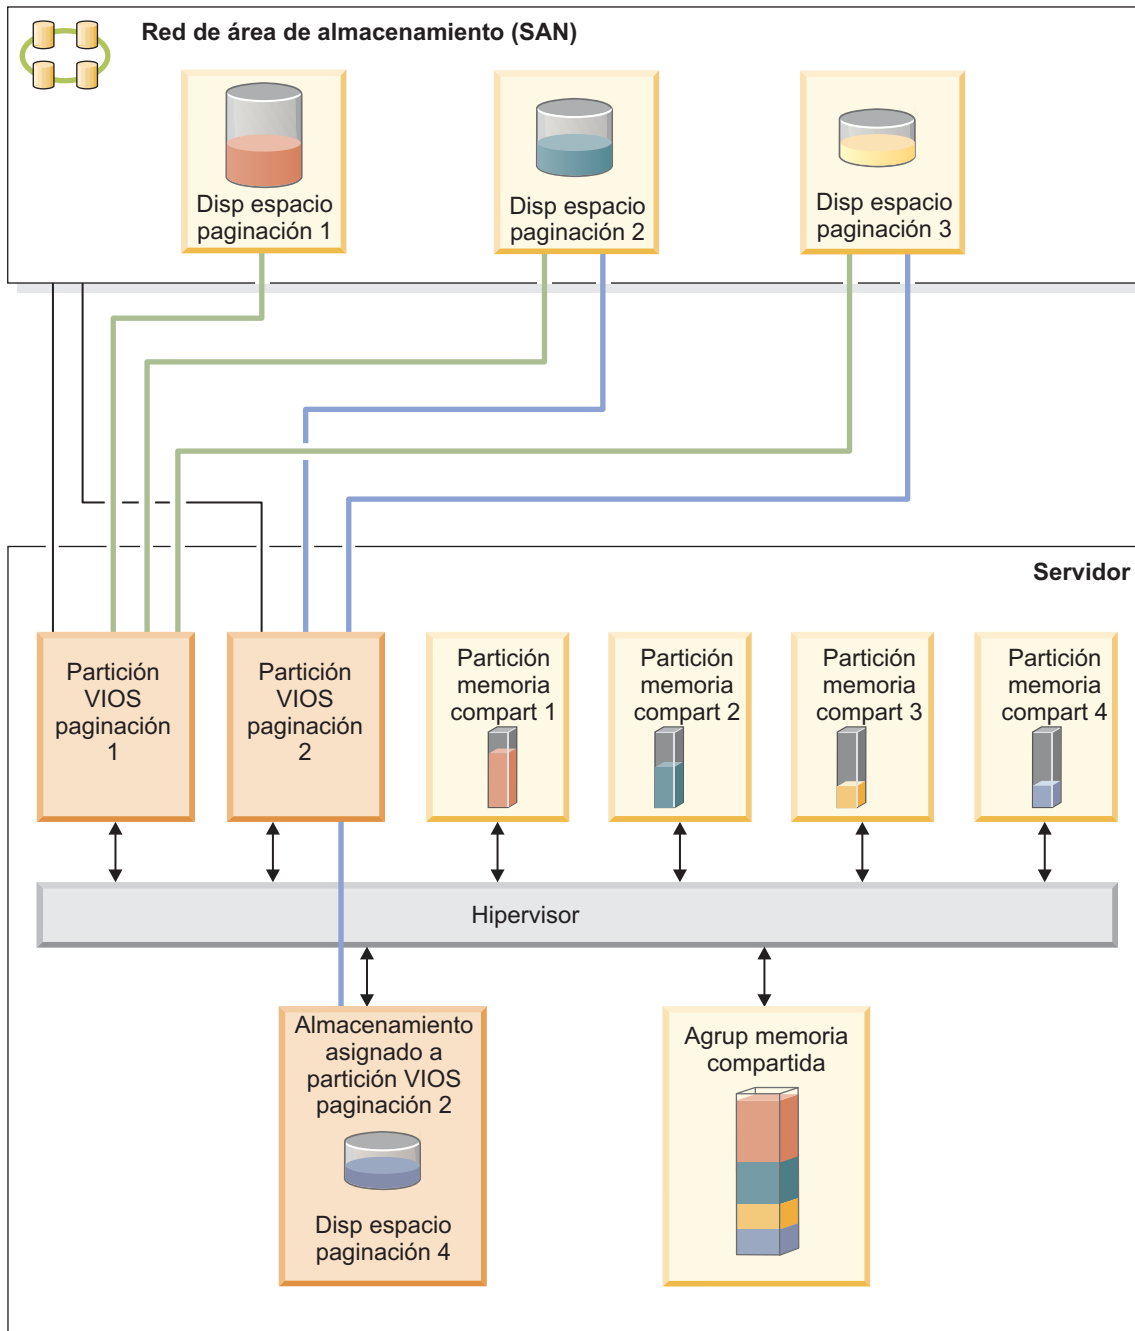 Red de área de almacenamiento (SAN)
Disp espacio
paginación 1
Disp espacio
paginación 2
Disp espacio
paginación 3
Servidor
Partición
VIOS
paginación
1
Partición
VIOS
paginación
2
Partición
memoria
compart 1
Partición
memoria
compart 2
Partición
memoria
compart 3
Partición
memoria
compart 4
Hipervisor
Almacenamiento
asignado a
partición VIOS
paginación 2
Disp espacio
paginación 4
Agrup memoria
compartida